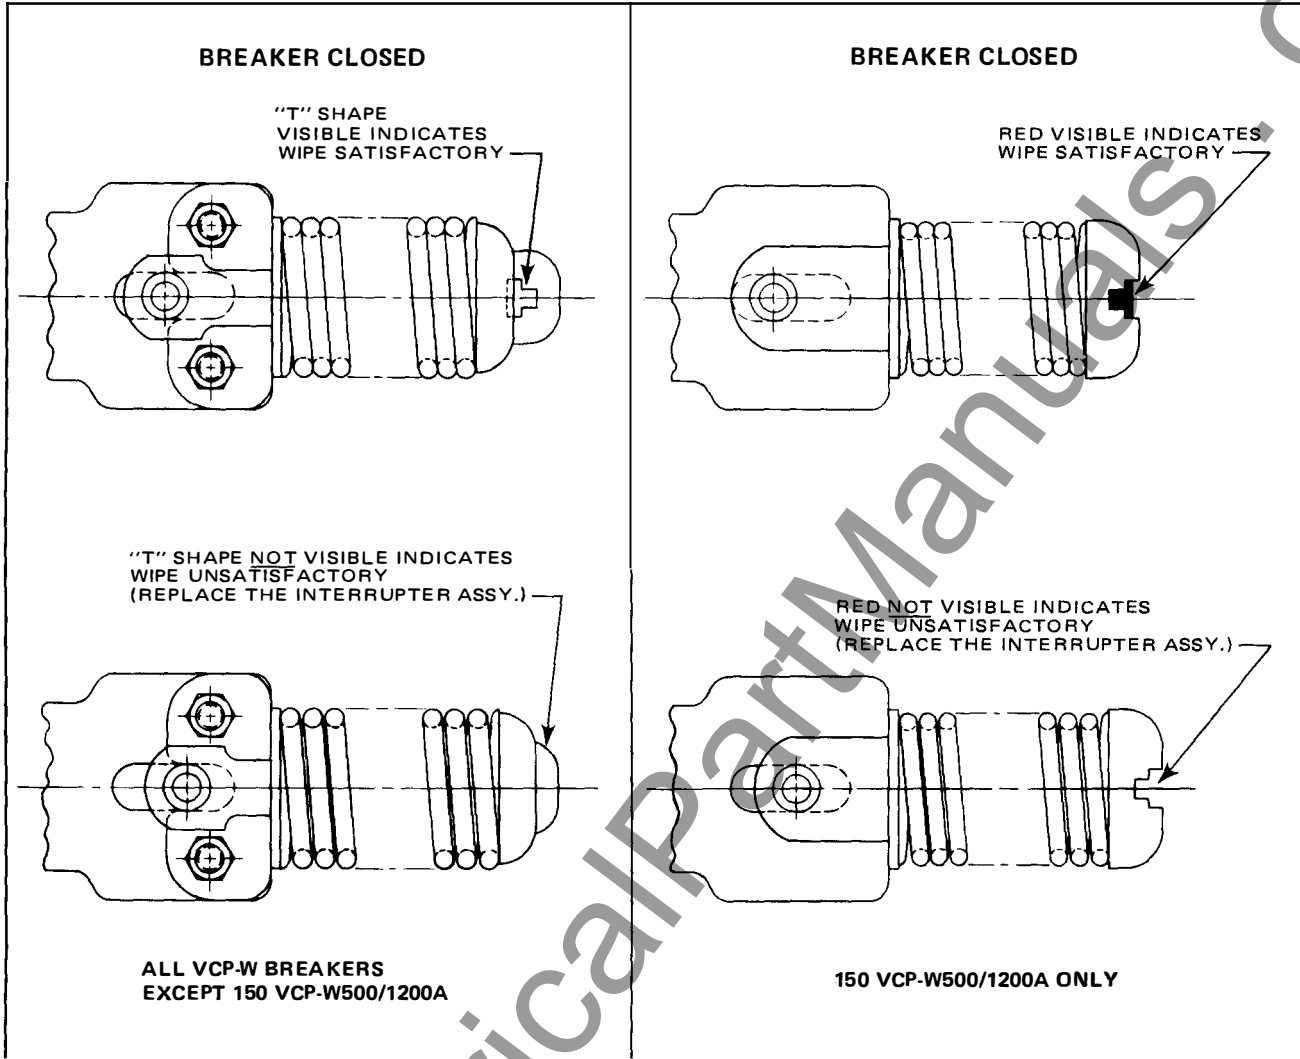 BREAKER CLOSED
"T" SHAPE
VISIBLE INDICATES
WIPE SATISFACTORY
"T" SHAPE NOT VISIBLE INDICATES
WIPE UNSATISFACTORY
(REPLACE THE INTERRUPTER ASSY.)
ALL VCP-W BREAKERS
EXCEPT 150 VCP-W500/1200A
BREAKER CLOSED
RED VISIBLE INDICATES
WIPE SATISFACTORY
RED NOT VISIBLE INDICATES
WIPE UNSATISFACTORY
(REPLACE THE INTERRUPTER ASSY.)
150 VCP-W500/1200A ONLY
icalPartManuals.